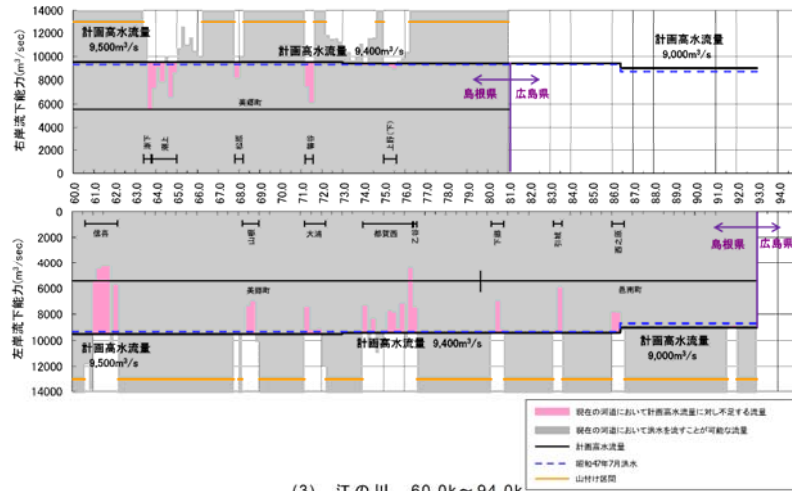 右岸流下能力(m³/sec)
14000
12000
10000
8000
6000
4000
2000
0
計画高水流量
9,500m³/s
計画高水流量
9,400m³/s
計画高水流量
9,000m³/s
島根県
広島県
美郷町
上野(下)
60.0
61.0
62.0
63.0
64.0
65.0
66.0
67.0
68.0
69.0
70.0
71.0
72.0
73.0
74.0
75.0
76.0
77.0
78.0
79.0
80.0
81.0
82.0
83.0
84.0
85.0
86.0
87.0
88.0
89.0
90.0
91.0
92.0
93.0
94.0
左岸流下能力(m³/sec)
0
2000
4000
6000
8000
10000
12000
14000
大浦
都賀西
島根県
広島県
美郷町
邑南町
計画高水流量
9,500m³/s
計画高水流量
9,400m³/s
計画高水流量
9,000m³/s
現在の河道において計画高水流量に対し不足する流量
現在の河道において洪水を流すことが可能な流量
計画高水流量
昭和47年7月洪水
山付け区間
(3) 江の川 60.0k~94.0k